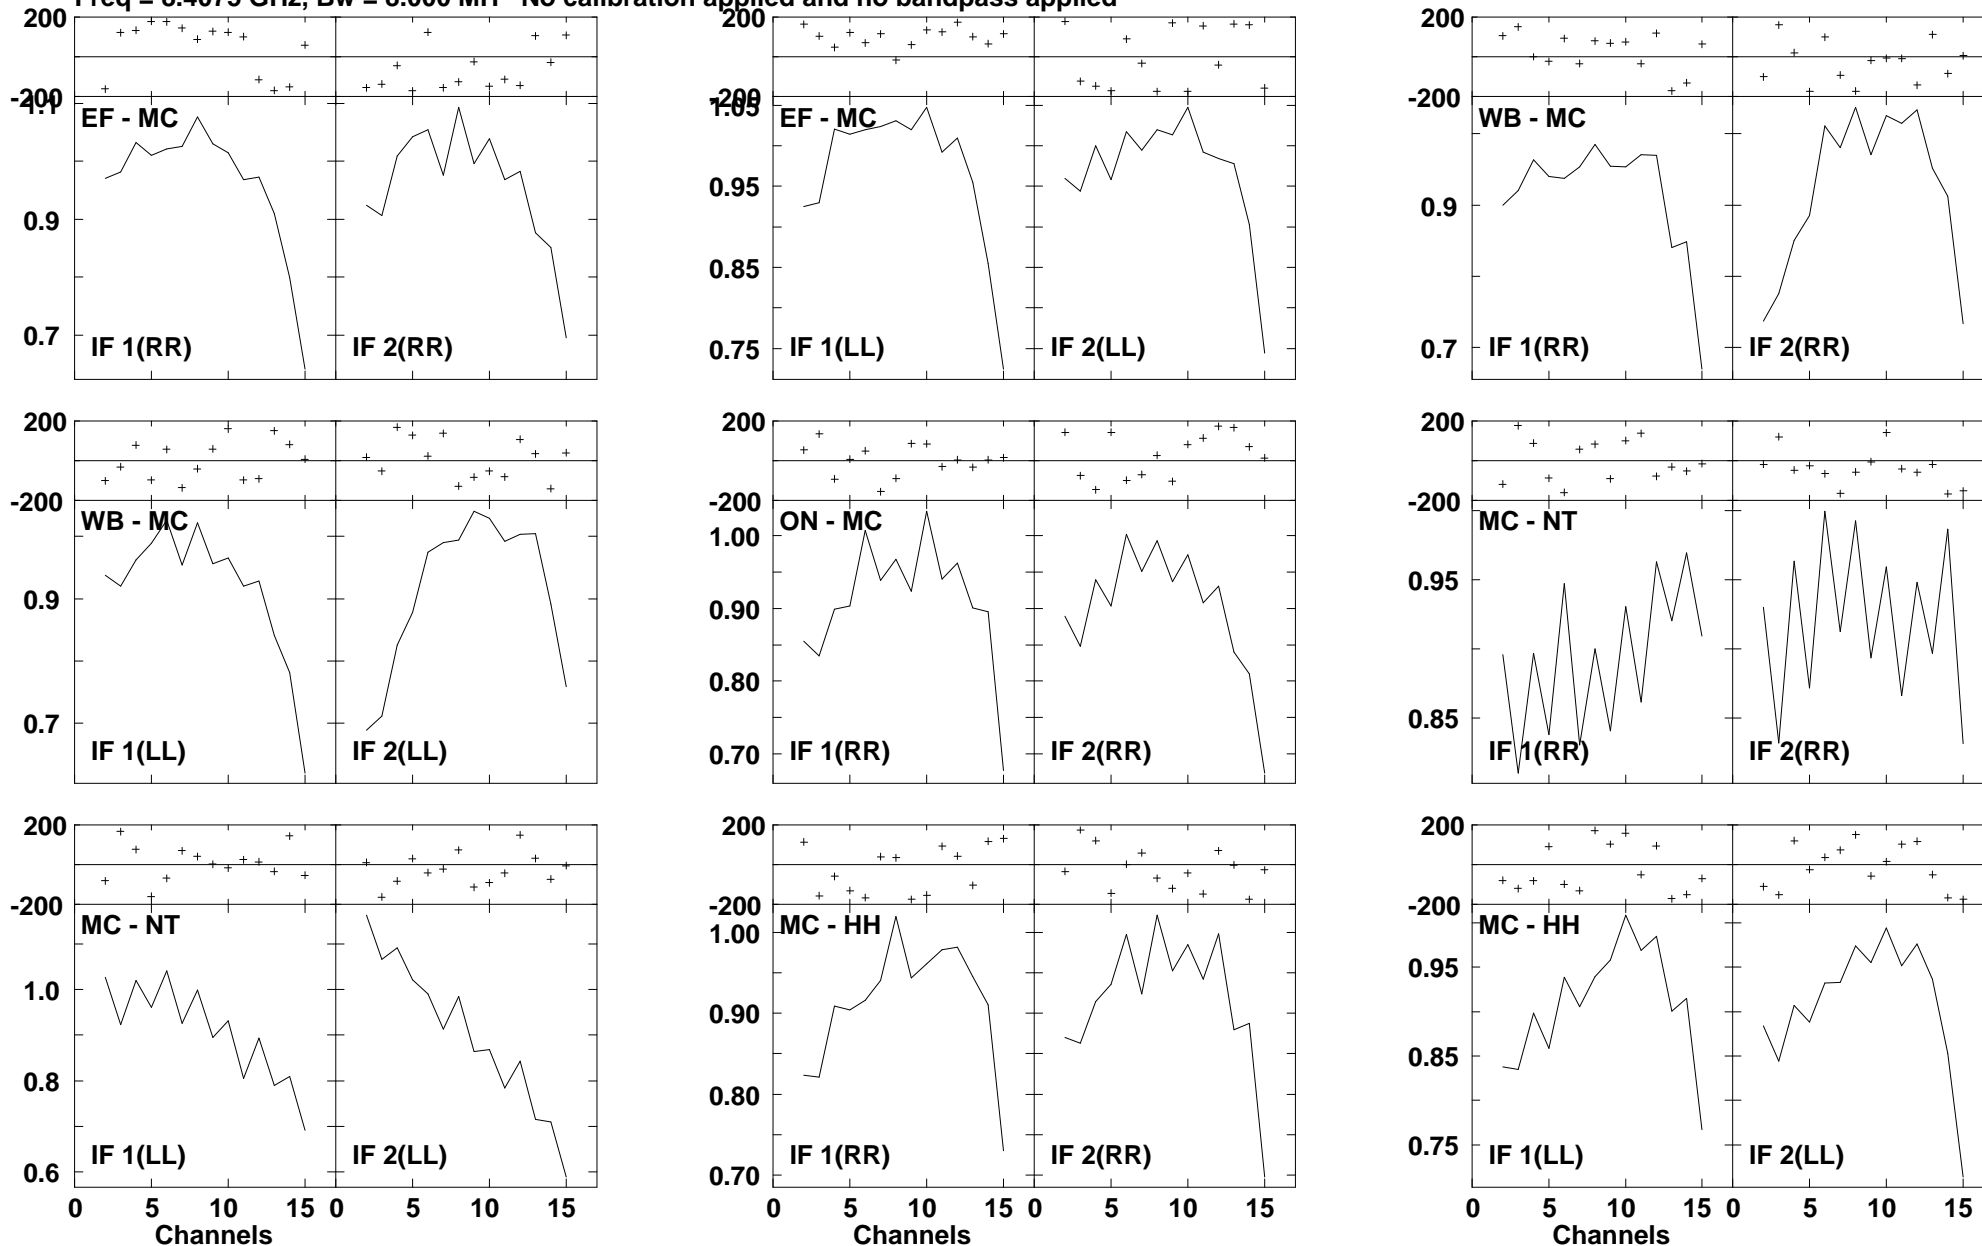 No calibration applied and no bandpass applied
200
-200
1.1
0.9
0.7
EF - MC
IF 1(RR)
IF 2(RR)
200
-200
1.05
0.95
0.85
0.75
EF - MC
IF 1(LL)
IF 2(LL)
200
-200
0.9
0.7
WB - MC
IF 1(RR)
IF 2(RR)
200
-200
0.9
0.7
WB - MC
IF 1(LL)
IF 2(LL)
200
-200
1.00
0.90
0.80
0.70
ON - MC
IF 1(RR)
IF 2(RR)
200
-200
0.95
0.85
MC - NT
IF 1(RR)
IF 2(RR)
200
-200
1.0
0.8
0.6
MC - NT
IF 1(LL)
IF 2(LL)
0 5 10 15 0 5 10 15
Channels
200
-200
1.00
0.90
0.80
0.70
MC - HH
IF 1(RR)
IF 2(RR)
0 5 10 15 0 5 10 15
Channels
200
-200
0.95
0.85
0.75
MC - HH
IF 1(LL)
IF 2(LL)
0 5 10 15 0 5 10 15
Channels